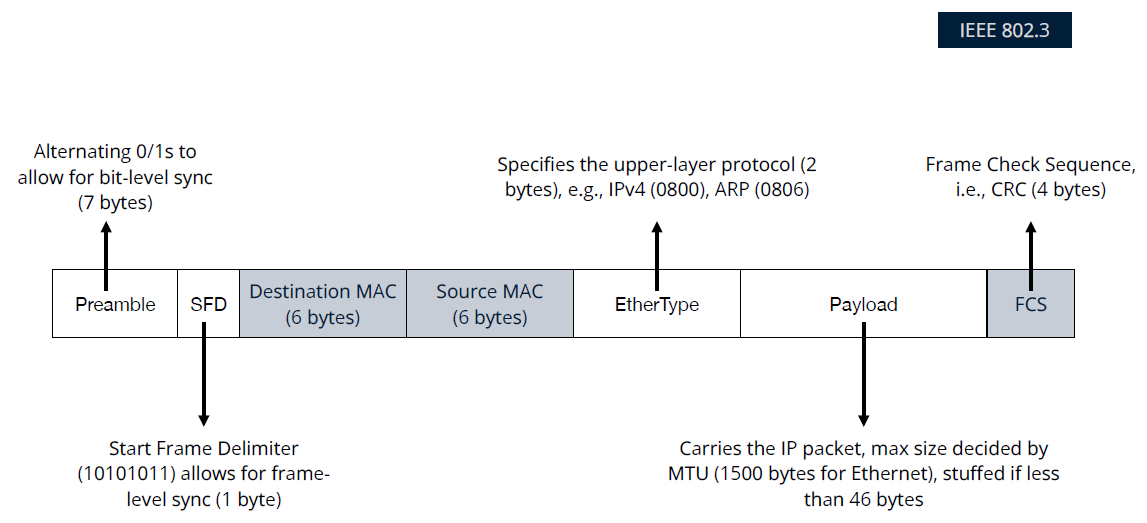 IEEE 802.3
Alternating 0/1s to
allow for bit-level sync
(7 bytes)
Specifies the upper-layer protocol (2
bytes), e.g., IPv4 (0800), ARP (0806)
Frame Check Sequence,
i.e., CRC (4 bytes)
Preamble
SFD
Destination MAC
(6 bytes)
Source MAC
(6 bytes)
EtherType
Payload
FCS
Start Frame Delimiter
(10101011) allows for frame-
level sync (1 byte)
Carries the IP packet, max size decided by
MTU (1500 bytes for Ethernet), stuffed if less
than 46 bytes